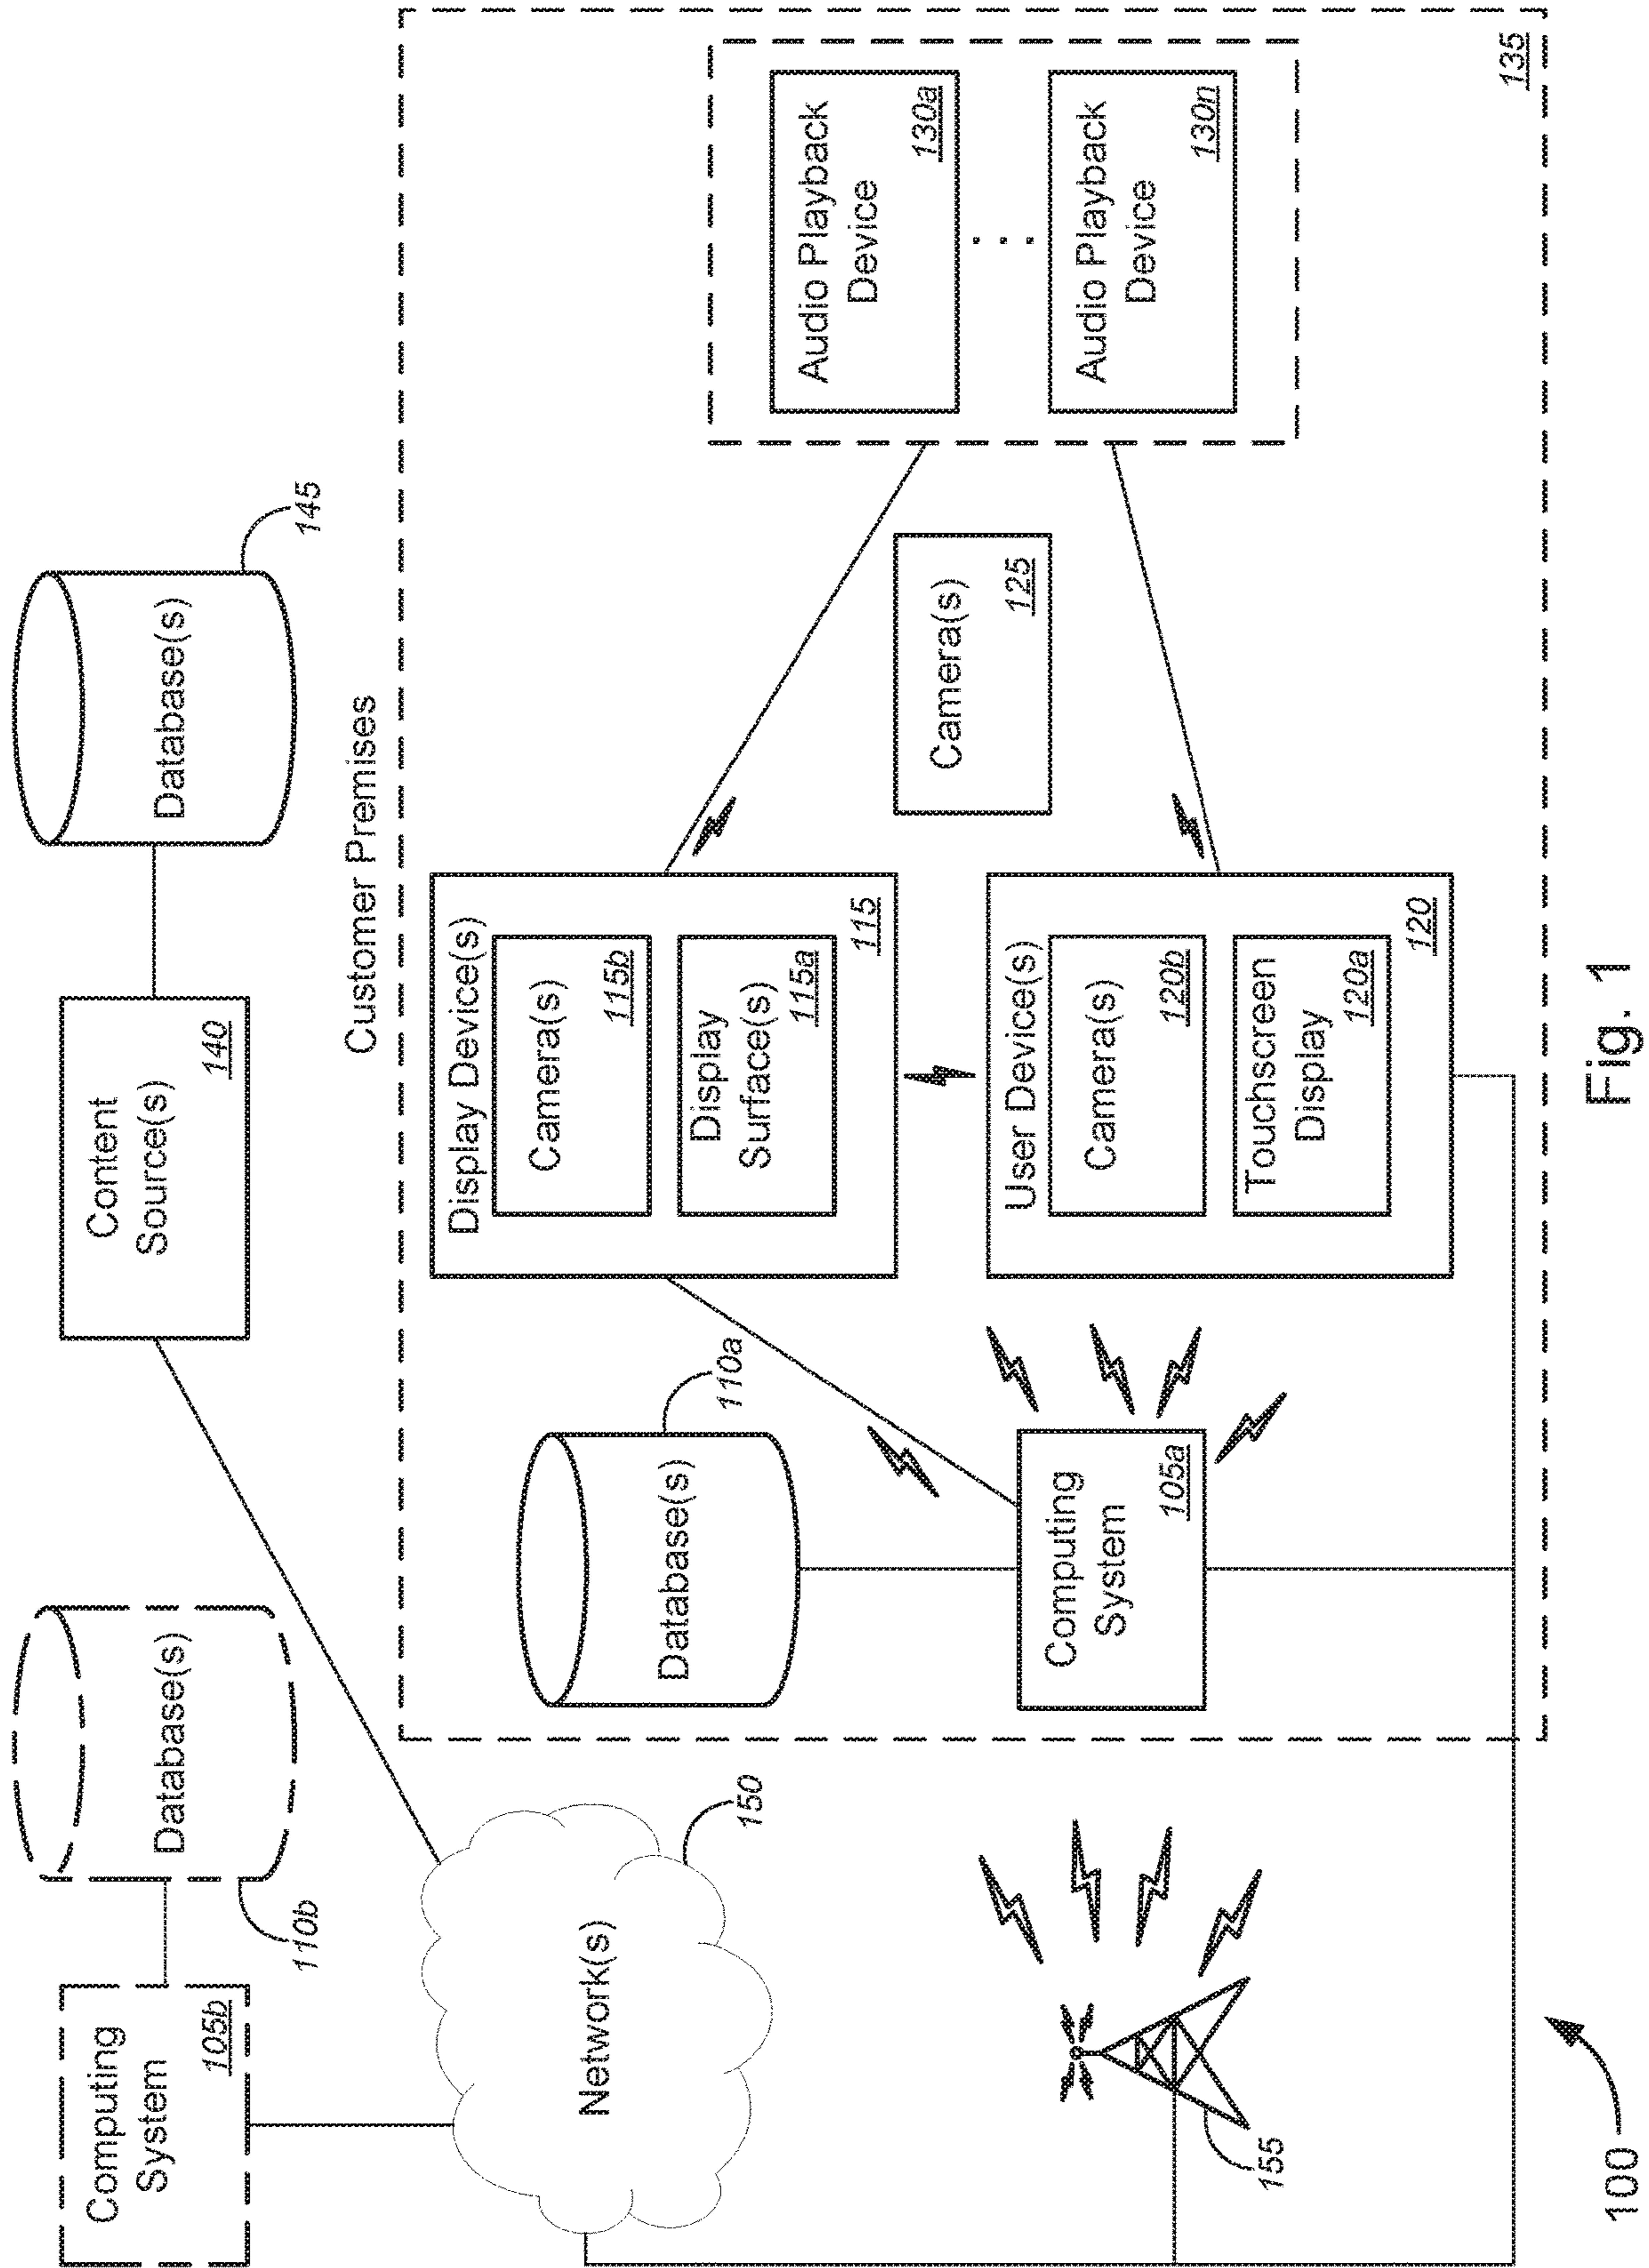 Computing
System
105b
Database(s)
110b
Content
Source(s)
140
Database(s)
145
Network(s)
150
Customer Premises
Database(s)
110a
Display Device(s)
Camera(s)
115b
Display
Surface(s)
115a
115
Camera(s)
125
Audio Playback
Device
130a
. . .
Audio Playback
Device
130n
Computing
System
105a
User Device(s)
Camera(s)
120b
Touchscreen
Display
120a
120
155
135
100
Fig. 1